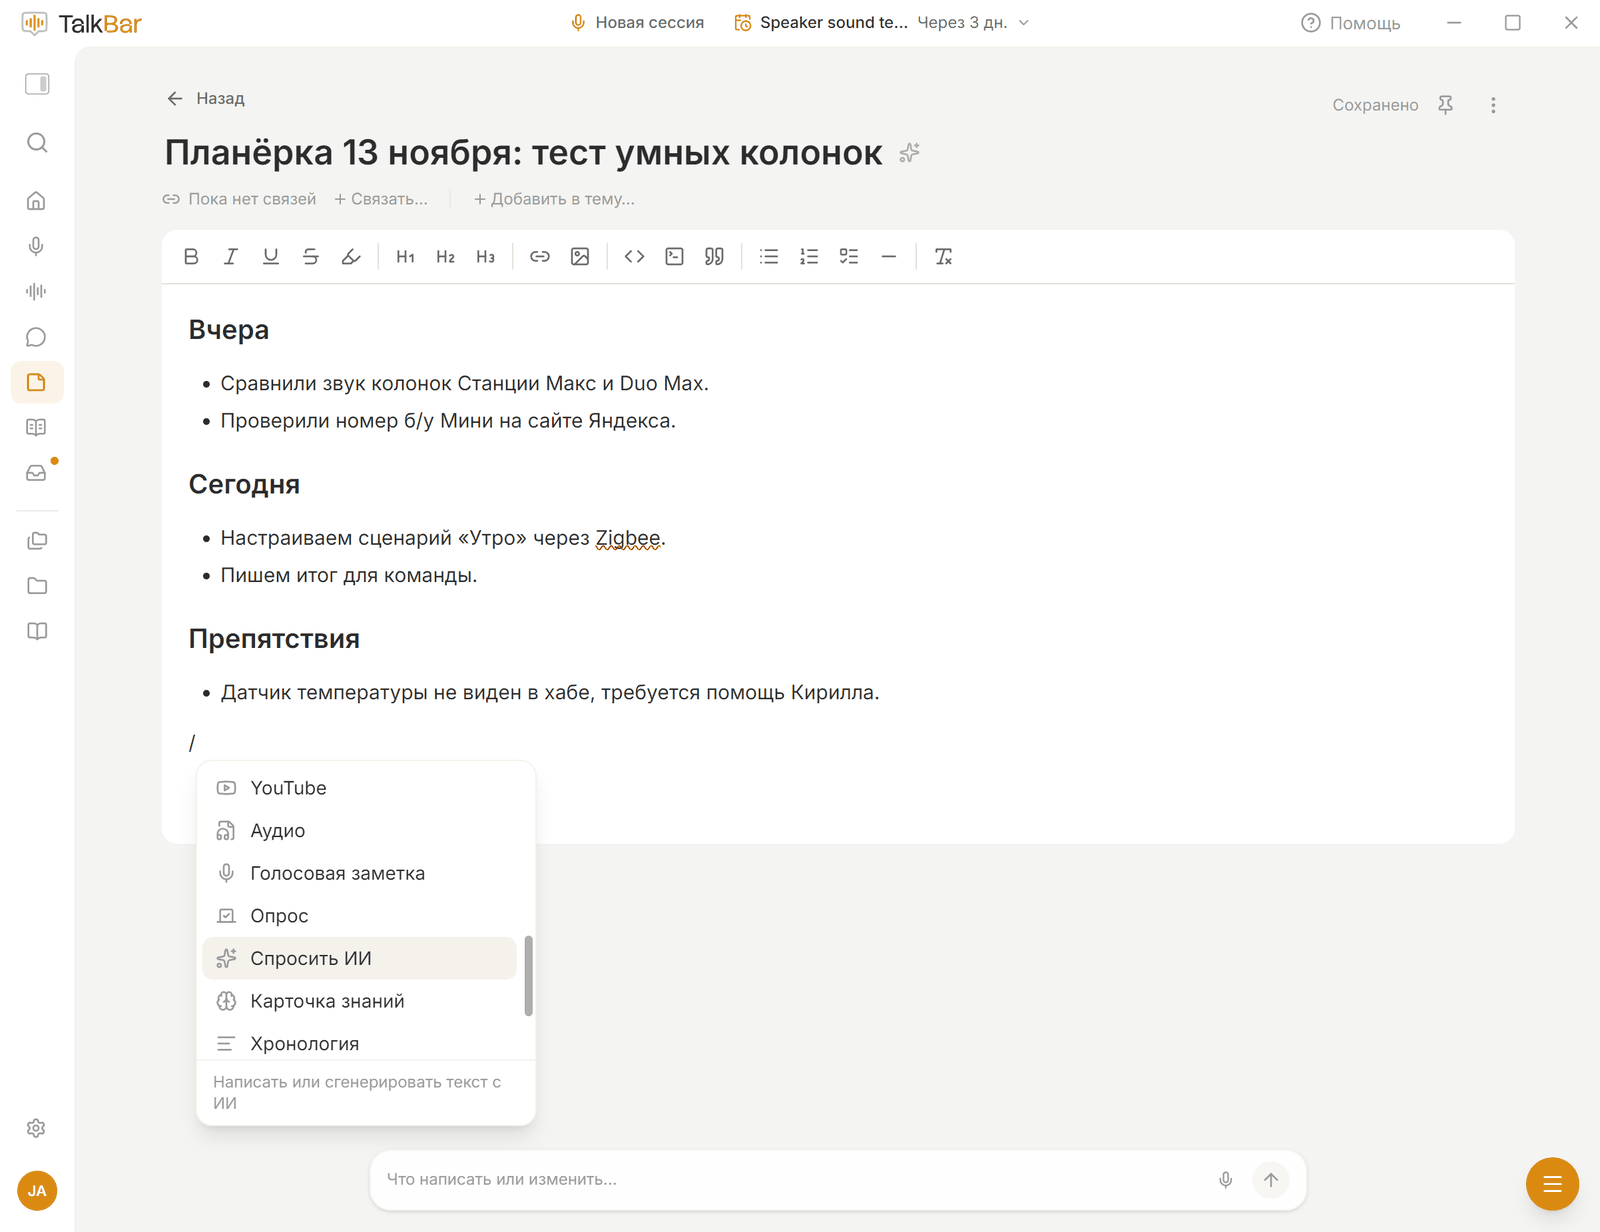 TalkBar
Новая сессия
Speaker sound te... Через 3 дн.
Помощь
Назад
Сохранено
Планёрка 13 ноября: тест умных колонок
Пока нет связей + Связать... + Добавить в тему...
B I U S H1 H2 H3
Вчера
• Сравнили звук колонок Станции Макс и Duo Max.
• Проверили номер б/у Мини на сайте Яндекса.
Сегодня
• Настраиваем сценарий «Утро» через Zigbee.
• Пишем итог для команды.
Препятствия
• Датчик температуры не виден в хабе, требуется помощь Кирилла.
/
YouTube
Аудио
Голосовая заметка
Опрос
Спросить ИИ
Карточка знаний
Хронология
Написать или сгенерировать текст с
ИИ
Что написать или изменить...
JA